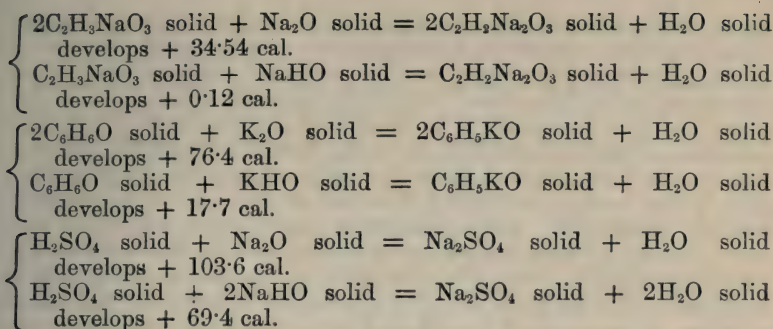 2C₂H₃NaO₃ solid + Na₂O solid = 2C₂H₂Na₂O₃ solid + H₂O solid
develops + 34·54 cal.
C₂H₃NaO₃ solid + NaHO solid = C₂H₂Na₂O₃ solid + H₂O solid
develops + 0·12 cal.
2C₆H₆O solid + K₂O solid = 2C₆H₅KO solid + H₂O solid
develops + 76·4 cal.
C₆H₆O solid + KHO solid = C₆H₅KO solid + H₂O solid
develops + 17·7 cal.
H₂SO₄ solid + Na₂O solid = Na₂SO₄ solid + H₂O solid
develops + 103·6 cal.
H₂SO₄ solid + 2NaHO solid = Na₂SO₄ solid + 2H₂O solid
develops + 69·4 cal.